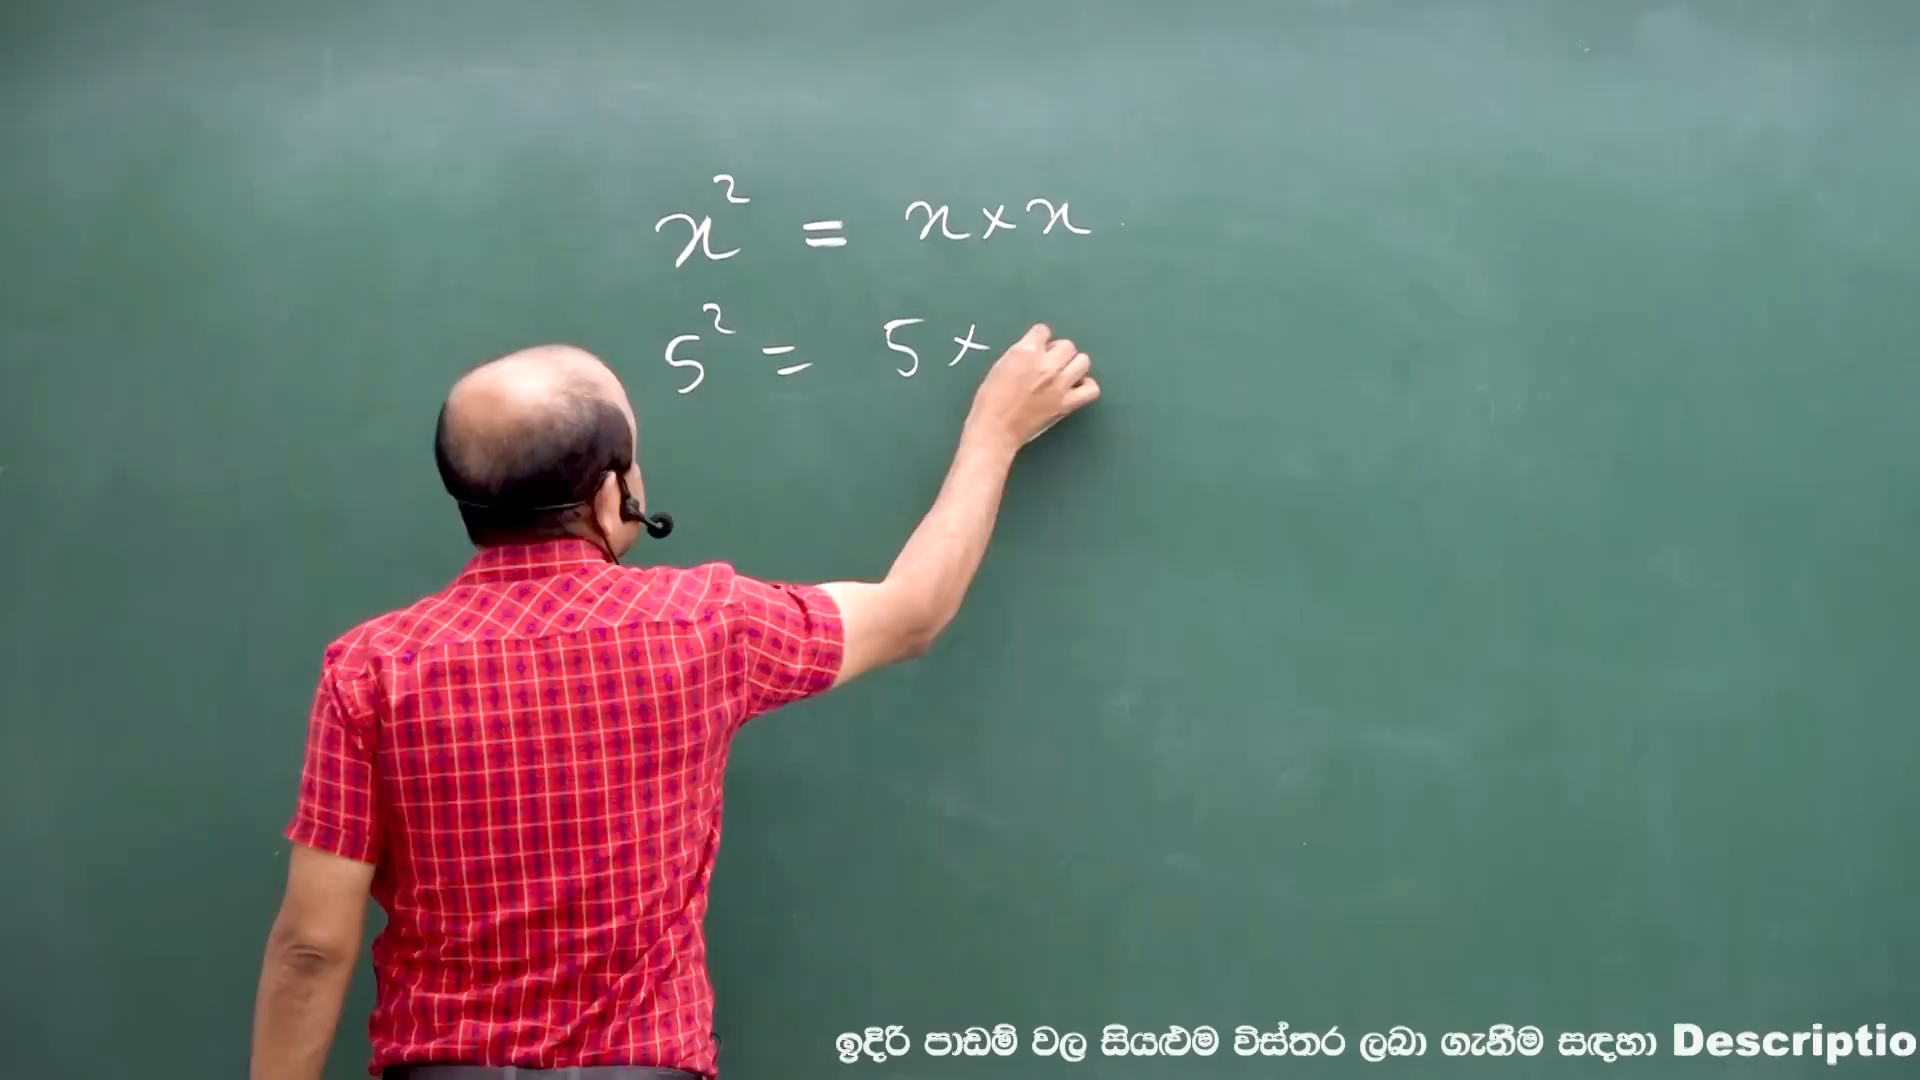 x² = x × x
5² = 5 ×
ඉදිරි පාඩම් වල සියළුම විස්තර ලබා ගැනීම සඳහා Descriptio